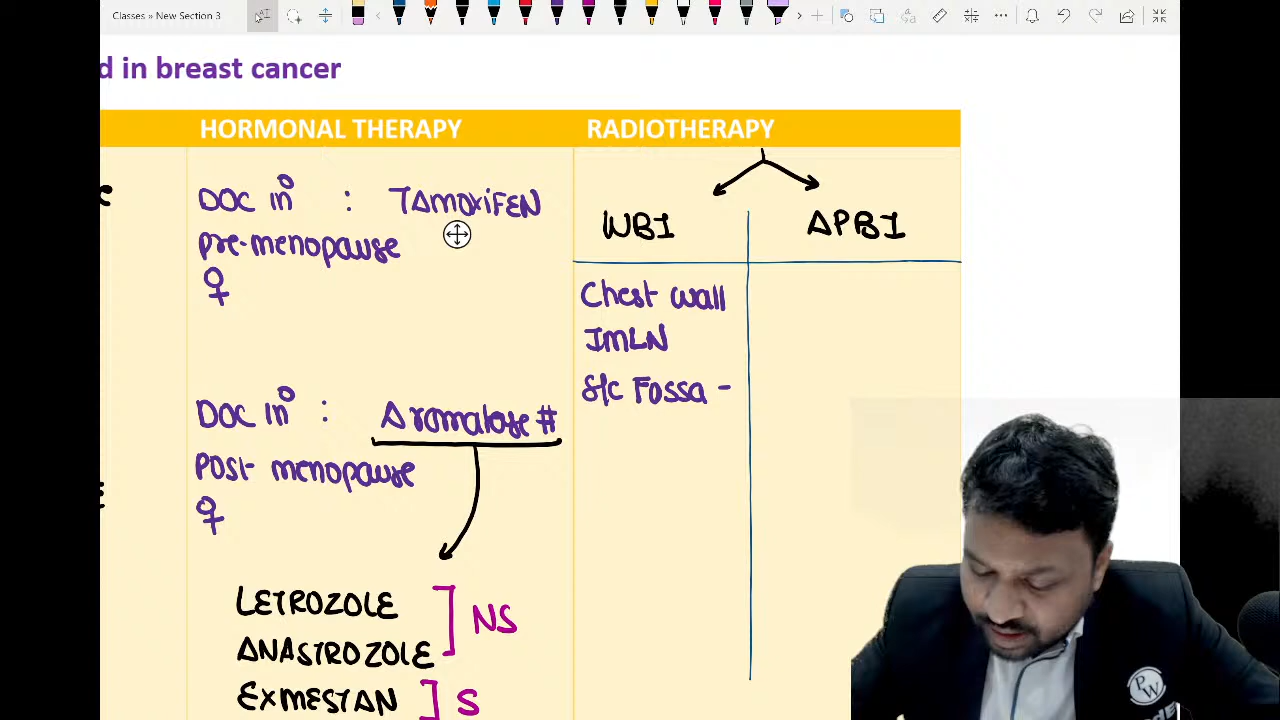 Classes » New Section 3
d in breast cancer
HORMONAL THERAPY
RADIOTHERAPY
DOC in : TAMOXIFEN
pre-menopause
♀
DOC in : Aromatase #
Post menopause
♀
LETROZOLE
ANASTROZOLE
] NS
EXMESTAN ] S
WBI
APBI
Chest wall
IMLN
S/c Fossa -
PW